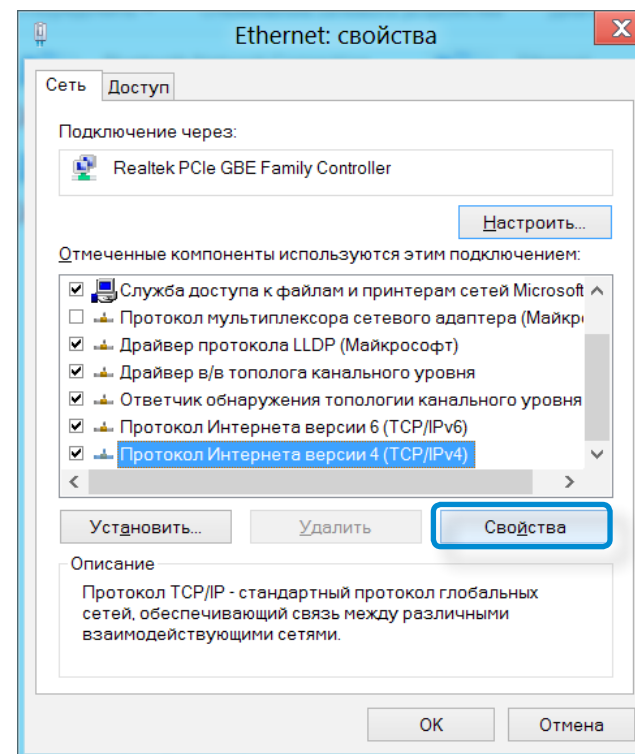 Ethernet: свойства
X
Сеть
Доступ
Подключение через:
Realtek PCIe GBE Family Controller
Настроить...
Отмеченные компоненты используются этим подключением:
Служба доступа к файлам и принтерам сетей Microsoft
Протокол мультиплексора сетевого адаптера (Майкр
Драйвер протокола LLDP (Майкрософт)
Драйвер в/в тополога канального уровня
Ответчик обнаружения топологии канального уровня
Протокол Интернета версии 6 (TCP/IPv6)
Протокол Интернета версии 4 (TCP/IPv4)
Установить...
Удалить
Свойства
Описание
Протокол TCP/IP - стандартный протокол глобальных
сетей, обеспечивающий связь между различными
взаимодействующими сетями.
OK
Отмена